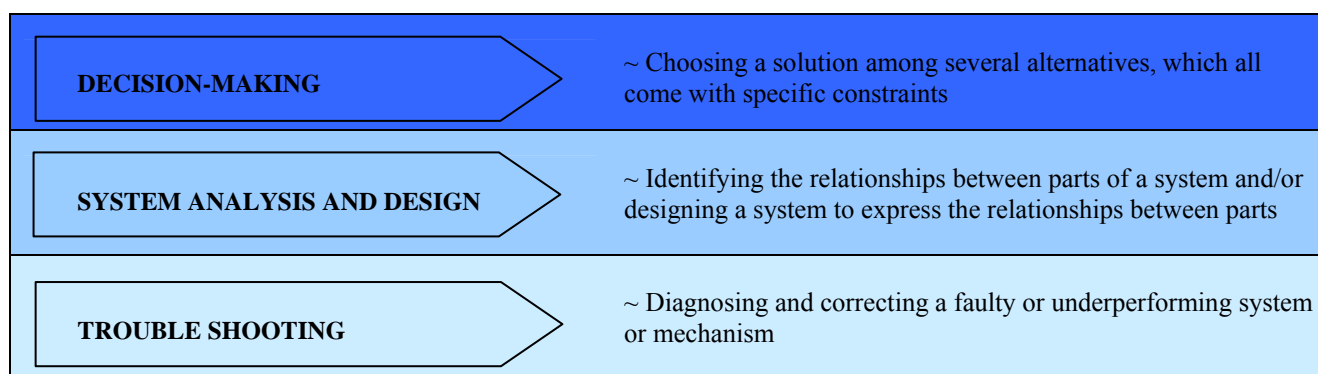 DECISION-MAKING
~ Choosing a solution among several alternatives, which all
come with specific constraints
SYSTEM ANALYSIS AND DESIGN
~ Identifying the relationships between parts of a system and/or
designing a system to express the relationships between parts
TROUBLE SHOOTING
~ Diagnosing and correcting a faulty or underperforming system
or mechanism